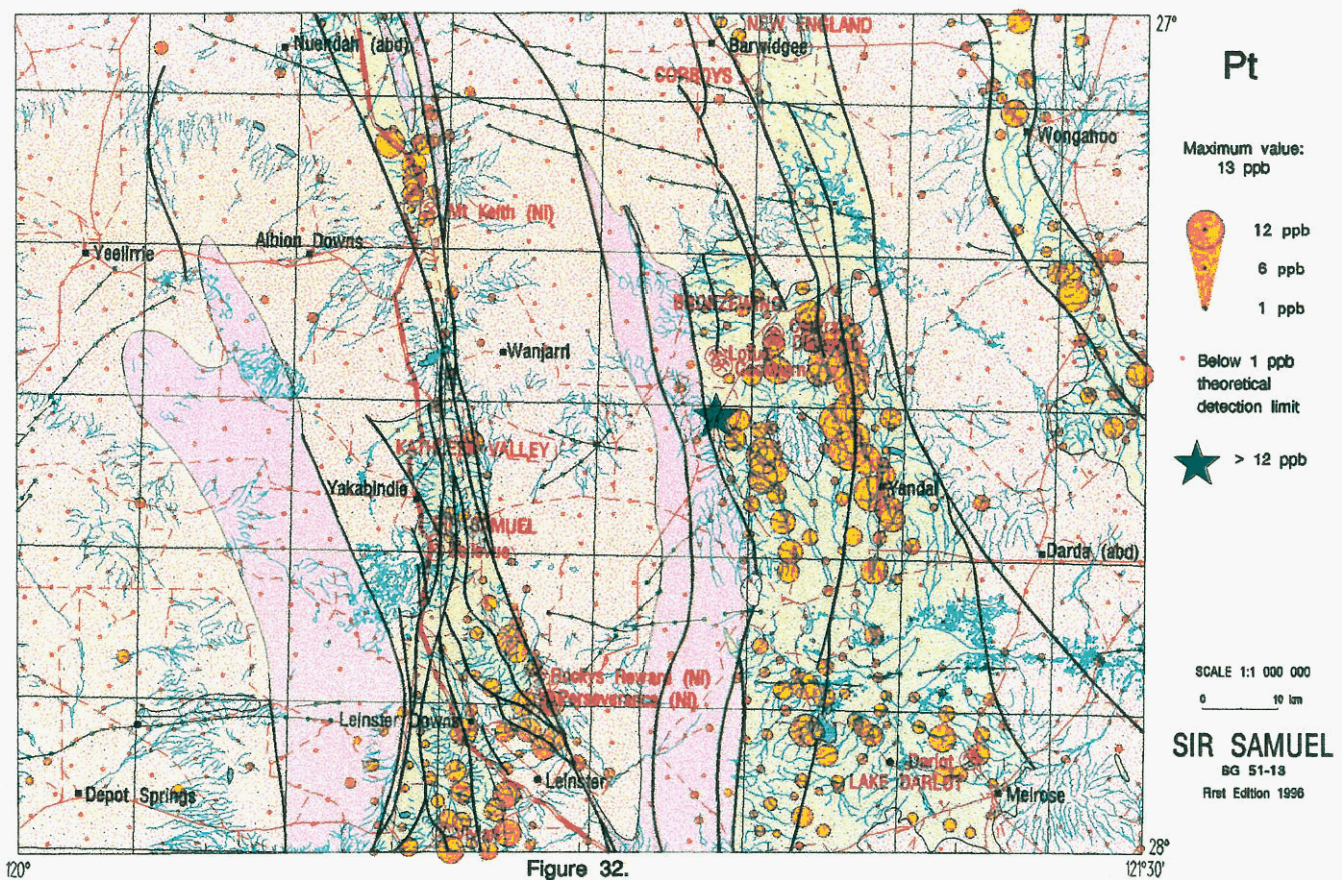 NEW ENGLAND
27°
Nuendah (abd)
Barwidgee
Pt
CORBOYS
Wongahoo
Maximum value:
13 ppb
Mt Keith (Ni)
12 ppb
Albion Downs
Yeelirrie
6 ppb
1 ppb
BRONZEWING
Wanjarri
Lotus
Below 1 ppb
theoretical
detection limit
KATHLEEN VALLEY
> 12 ppb
Yakabindie
Yandal
SIR SAMUEL
Bellevue
Darda (abd)
Rockys Reward (Ni)
Perseverance (Ni)
SCALE 1:1 000 000
0 10 km
Leinster Downs
SIR SAMUEL
SG 51-13
First Edition 1996
Darlot
Leinster
LAKE DARLOT
Depot Springs
Melrose
28°
120°
Figure 32.
121°30'